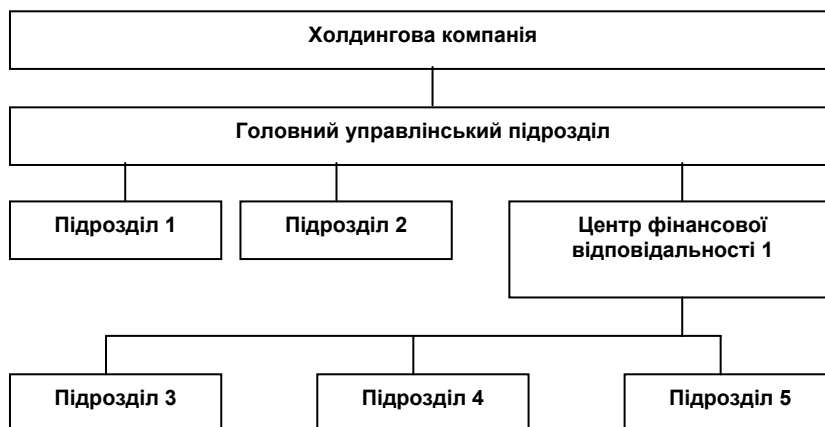 Холдингова компанія
Головний управлінський підрозділ
Підрозділ 1
Підрозділ 2
Центр фінансової
відповідальності 1
Підрозділ 3
Підрозділ 4
Підрозділ 5